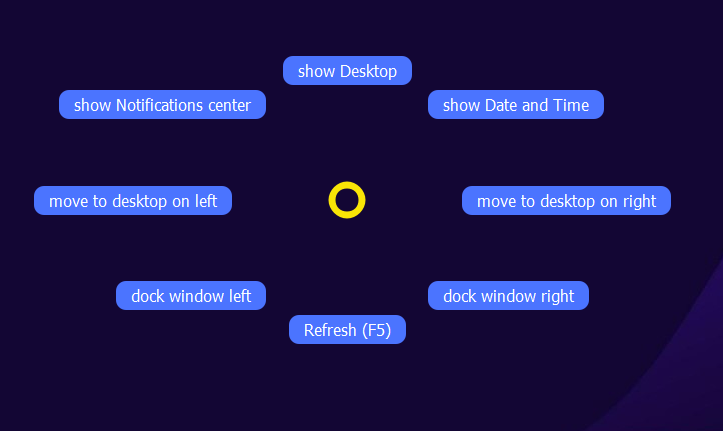 show Desktop
show Notifications center
show Date and Time
move to desktop on left
move to desktop on right
dock window left
dock window right
Refresh (F5)